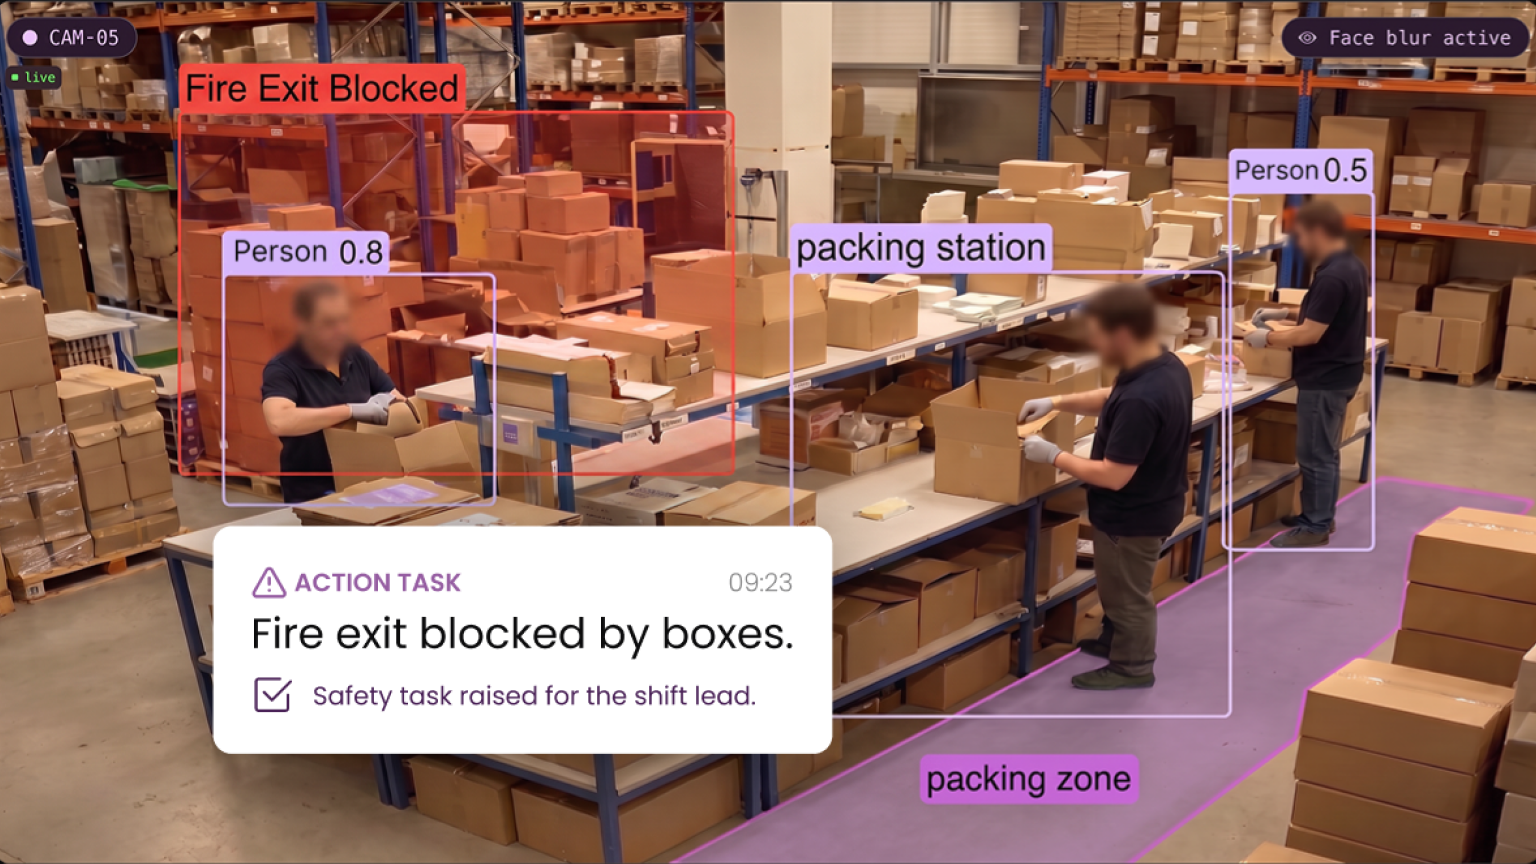 CAM-05
Face blur active
live
Fire Exit Blocked
Person 0.5
Person 0.8
packing station
ACTION TASK
09:23
Fire exit blocked by boxes.
Safety task raised for the shift lead.
packing zone